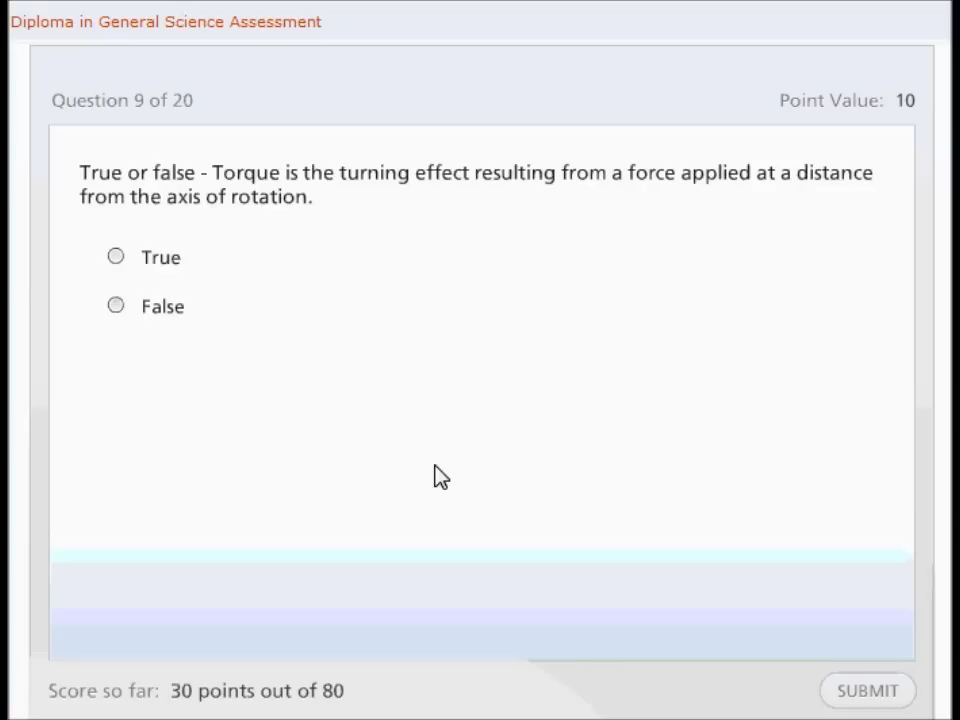 Diploma in General Science Assessment
Question 9 of 20
Point Value: 10
True or false - Torque is the turning effect resulting from a force applied at a distance
from the axis of rotation.
True
False
Score so far: 30 points out of 80
SUBMIT